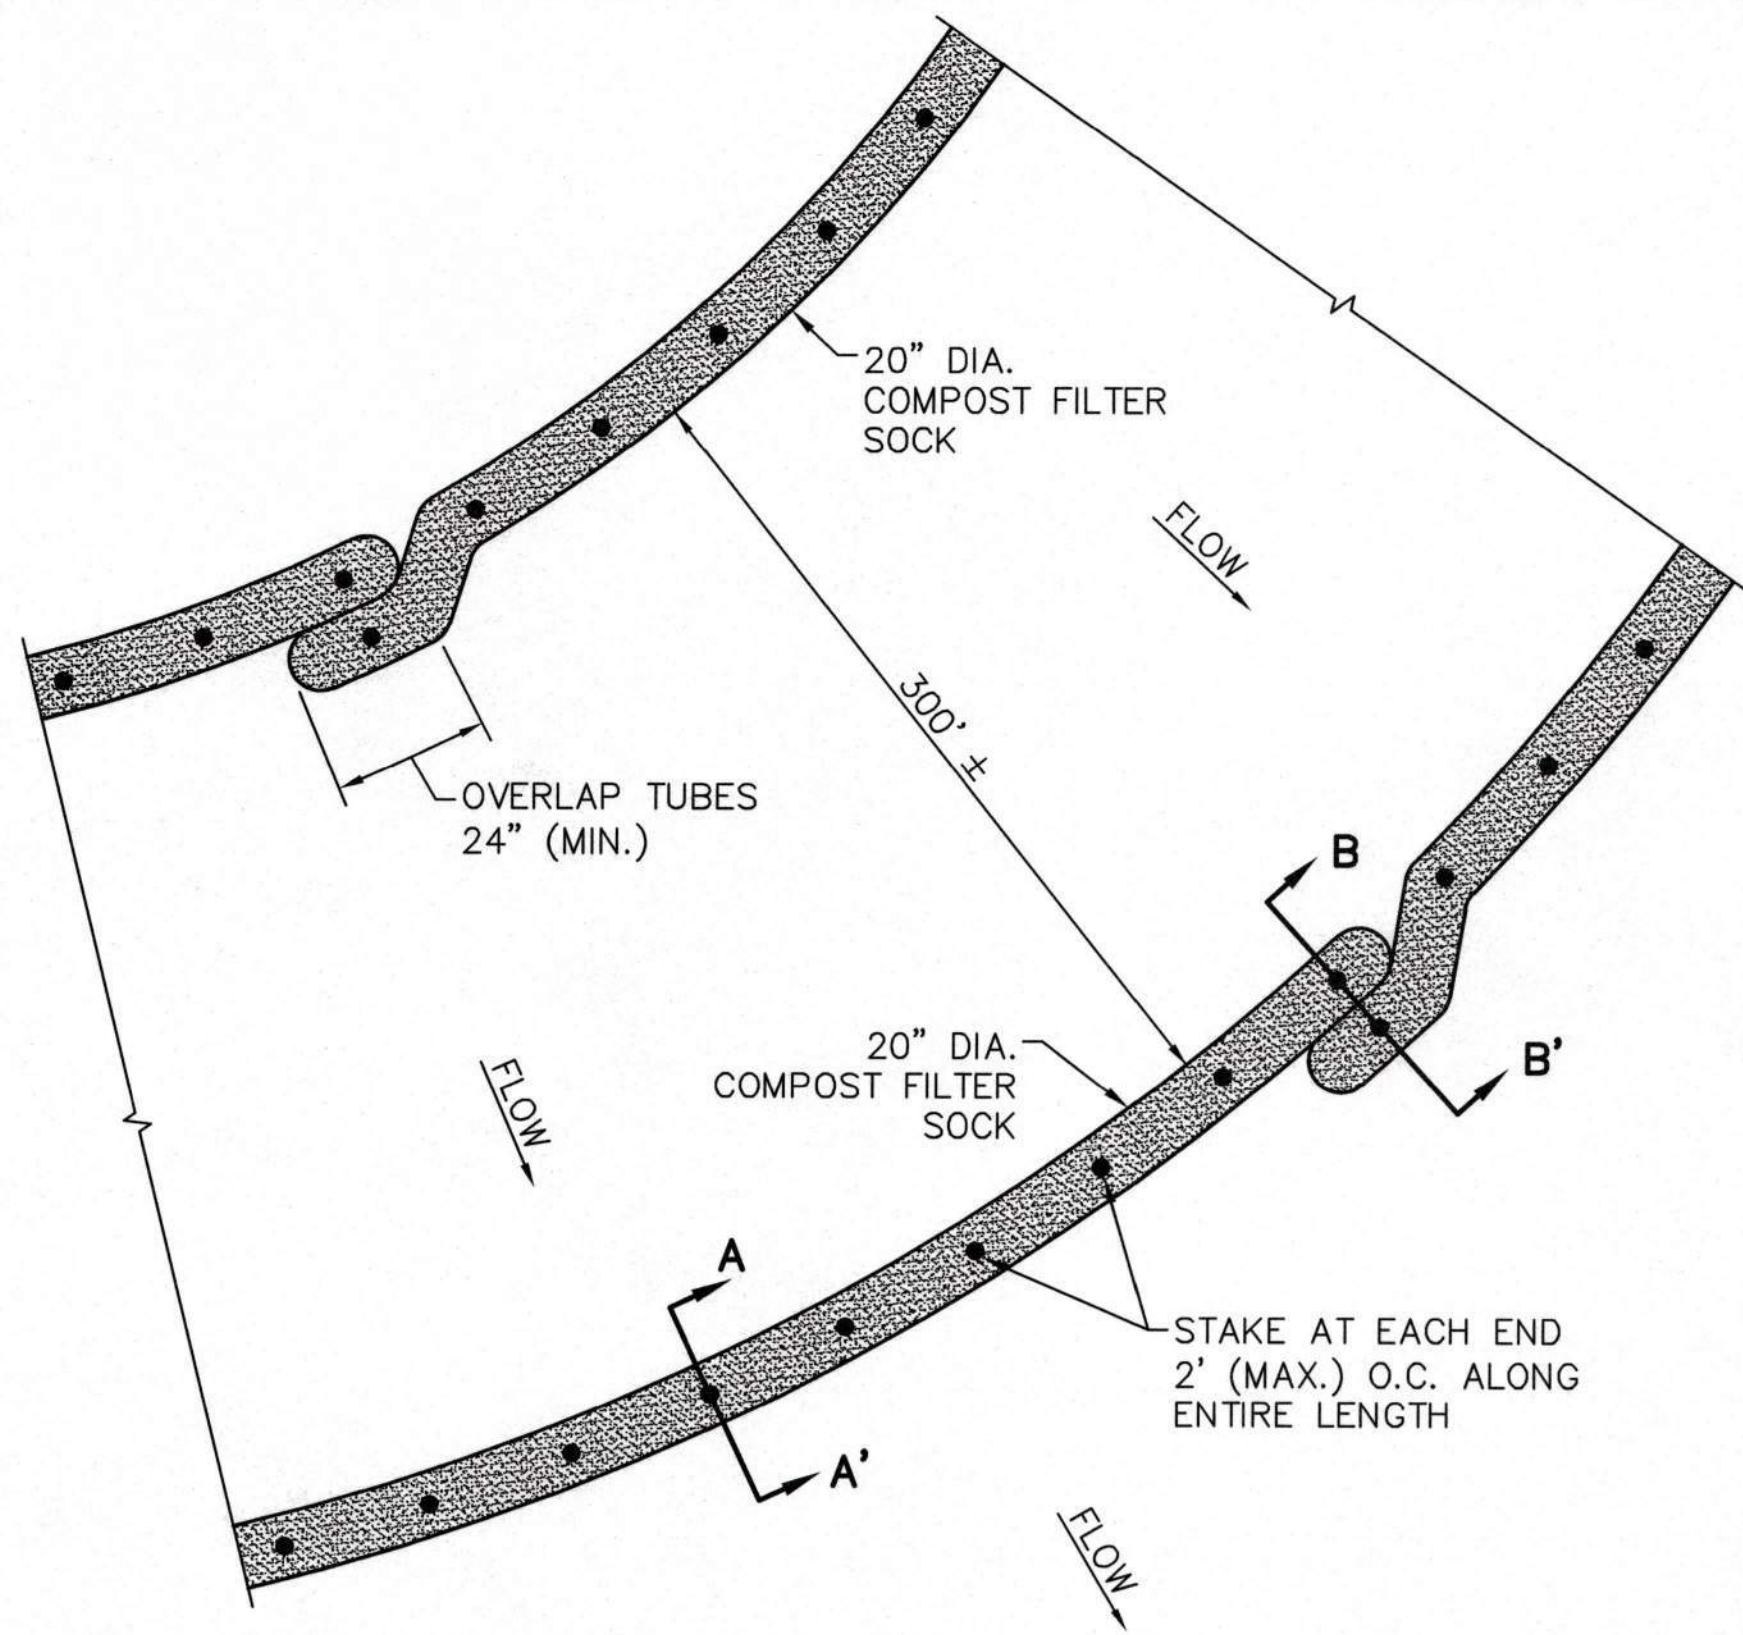 20” DIA.
COMPOST FILTER
SOCK
FLOW
300' ±
OVERLAP TUBES
24” (MIN.)
B
B'
20” DIA.
COMPOST FILTER
SOCK
FLOW
A
A'
STAKE AT EACH END
2' (MAX.) O.C. ALONG
ENTIRE LENGTH
FLOW